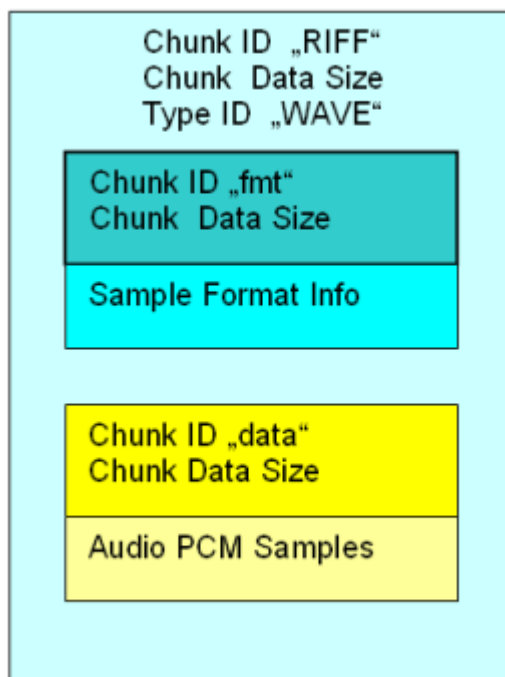 Chunk ID „RIFF“
Chunk Data Size
Type ID „WAVE“
Chunk ID „fmt“
Chunk Data Size
Sample Format Info
Chunk ID „data“
Chunk Data Size
Audio PCM Samples